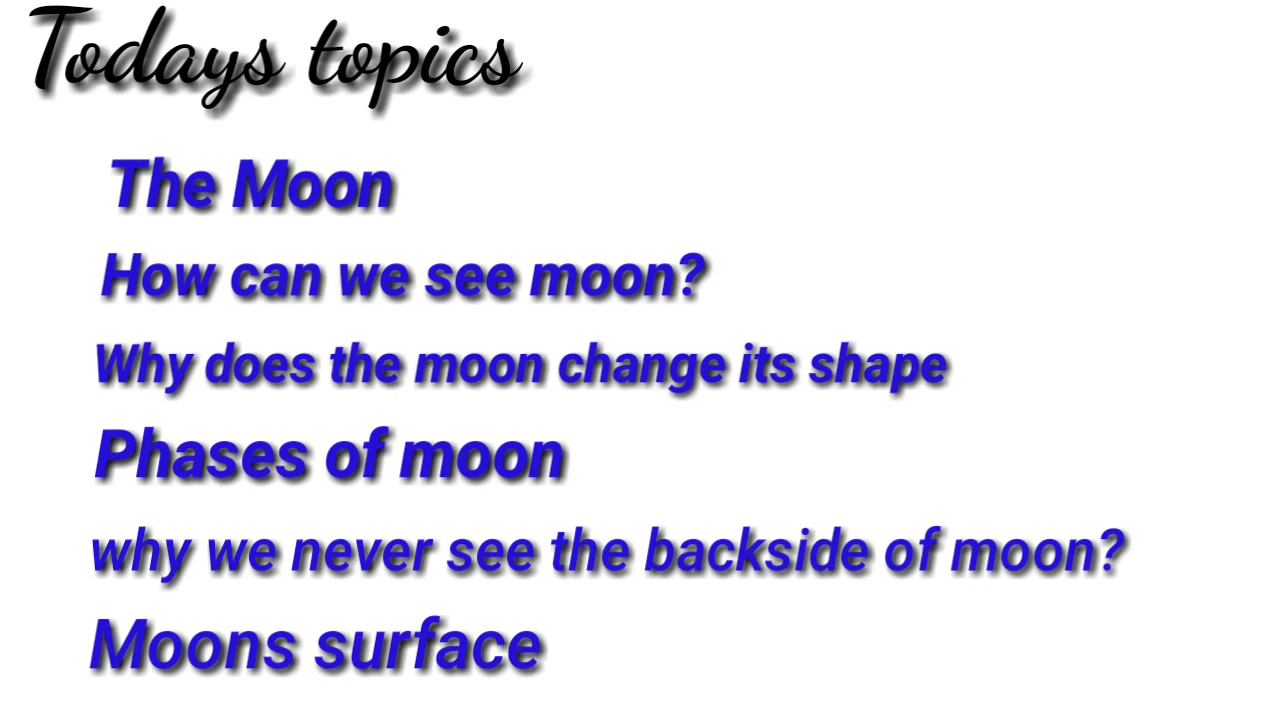 Todays topics
The Moon
How can we see moon?
Why does the moon change its shape
Phases of moon
why we never see the backside of moon?
Moons surface